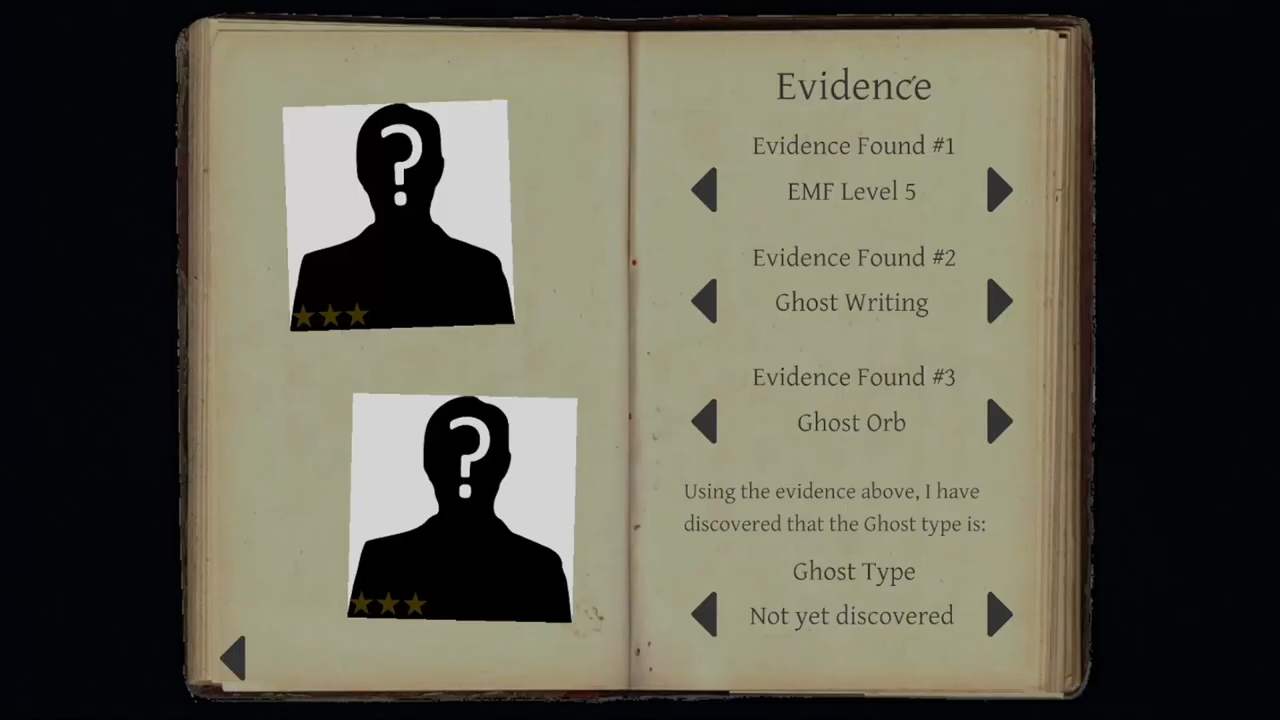 ?
?
Evidence
Evidence Found #1
EMF Level 5
Evidence Found #2
Ghost Writing
Evidence Found #3
Ghost Orb
Using the evidence above, I have
discovered that the Ghost type is:
Ghost Type
Not yet discovered